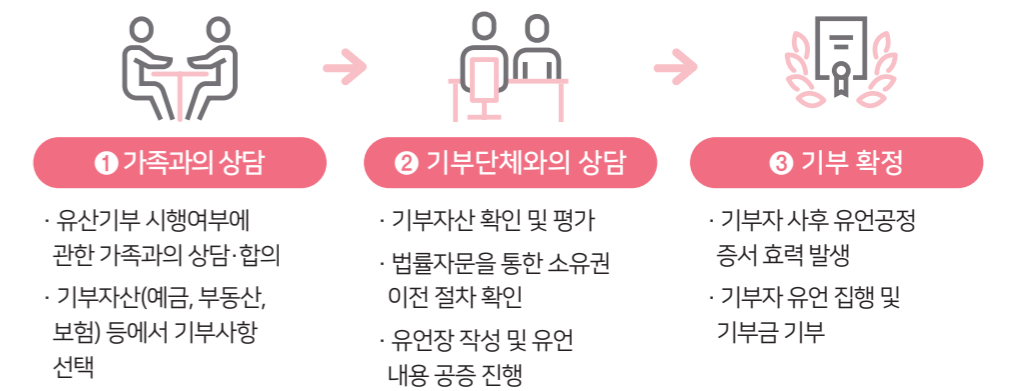 ❶ 가족과의 상담
· 유산기부 시행여부에
관한 가족과의 상담·합의
· 기부자산(예금, 부동산,
보험) 등에서 기부사항
선택
❷ 기부단체와의 상담
· 기부자산 확인 및 평가
· 법률자문을 통한 소유권
이전 절차 확인
· 유언장 작성 및 유언
내용 공증 진행
❸ 기부 확정
· 기부자 사후 유언공정
증서 효력 발생
· 기부자 유언 집행 및
기부금 기부